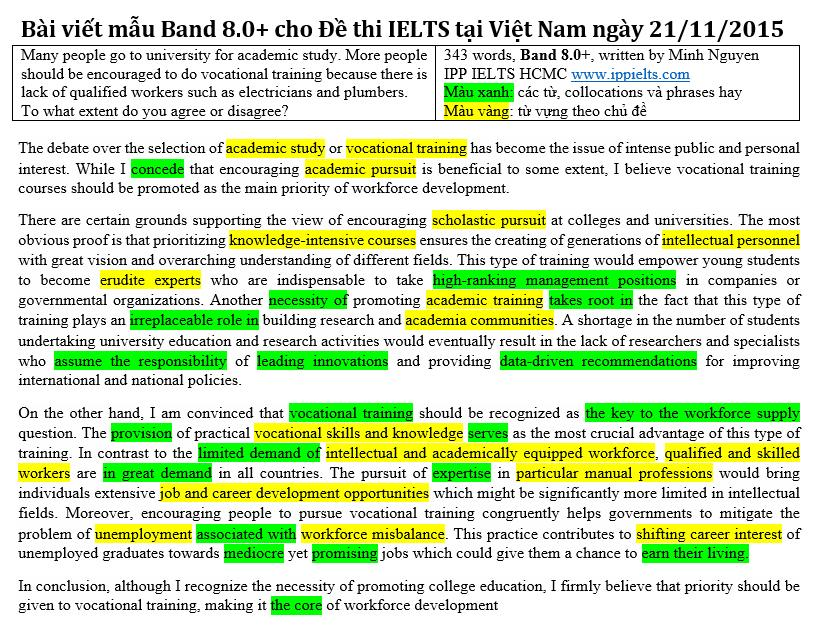 Bài viết mẫu Band 8.0+ cho Đề thi IELTS tại Việt Nam ngày 21/11/2015
Many people go to university for academic study. More people
should be encouraged to do vocational training because there is
lack of qualified workers such as electricians and plumbers.
To what extent do you agree or disagree?
343 words, Band 8.0+, written by Minh Nguyen
IPP IELTS HCMC www.ippielts.com
Màu xanh: các từ, collocations và phrases hay
Màu vàng: từ vựng theo chủ đề
The debate over the selection of academic study or vocational training has become the issue of intense public and personal
interest. While I concede that encouraging academic pursuit is beneficial to some extent, I believe vocational training
courses should be promoted as the main priority of workforce development.
There are certain grounds supporting the view of encouraging scholastic pursuit at colleges and universities. The most
obvious proof is that prioritizing knowledge-intensive courses ensures the creating of generations of intellectual personnel
with great vision and overarching understanding of different fields. This type of training would empower young students
to become erudite experts who are indispensable to take high-ranking management positions in companies or
governmental organizations. Another necessity of promoting academic training takes root in the fact that this type of
training plays an irreplaceable role in building research and academia communities. A shortage in the number of students
undertaking university education and research activities would eventually result in the lack of researchers and specialists
who assume the responsibility of leading innovations and providing data-driven recommendations for improving
international and national policies.
On the other hand, I am convinced that vocational training should be recognized as the key to the workforce supply
question. The provision of practical vocational skills and knowledge serves as the most crucial advantage of this type of
training. In contrast to the limited demand of intellectual and academically equipped workforce, qualified and skilled
workers are in great demand in all countries. The pursuit of expertise in particular manual professions would bring
individuals extensive job and career development opportunities which might be significantly more limited in intellectual
fields. Moreover, encouraging people to pursue vocational training congruently helps governments to mitigate the
problem of unemployment associated with workforce misbalance. This practice contributes to shifting career interest of
unemployed graduates towards mediocre yet promising jobs which could give them a chance to earn their living.
In conclusion, although I recognize the necessity of promoting college education, I firmly believe that priority should be
given to vocational training, making it the core of workforce development